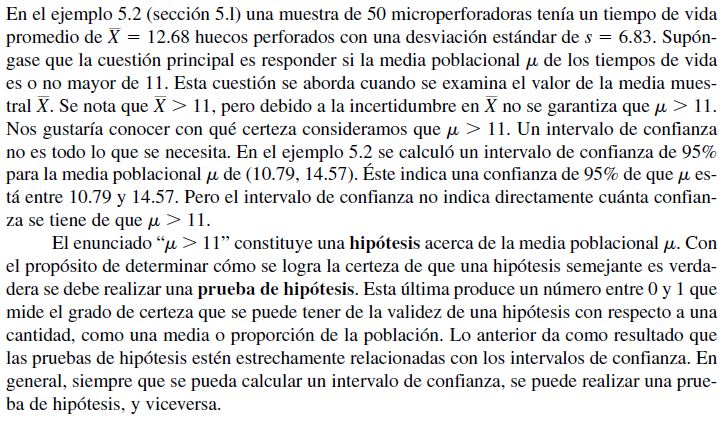 En el ejemplo 5.2 (sección 5.l) una muestra de 50 microperforadoras tenía un tiempo de vida
promedio de X̄ = 12.68 huecos perforados con una desviación estándar de s = 6.83. Supón-
gase que la cuestión principal es responder si la media poblacional μ de los tiempos de vida
es o no mayor de 11. Esta cuestión se aborda cuando se examina el valor de la media mues-
tral X̄. Se nota que X̄ > 11, pero debido a la incertidumbre en X̄ no se garantiza que μ > 11.
Nos gustaría conocer con qué certeza consideramos que μ > 11. Un intervalo de confianza
no es todo lo que se necesita. En el ejemplo 5.2 se calculó un intervalo de confianza de 95%
para la media poblacional μ de (10.79, 14.57). Éste indica una confianza de 95% de que μ es-
tá entre 10.79 y 14.57. Pero el intervalo de confianza no indica directamente cuánta confian-
za se tiene de que μ > 11.
El enunciado “μ > 11” constituye una hipótesis acerca de la media poblacional μ. Con
el propósito de determinar cómo se logra la certeza de que una hipótesis semejante es verda-
dera se debe realizar una prueba de hipótesis. Esta última produce un número entre 0 y 1 que
mide el grado de certeza que se puede tener de la validez de una hipótesis con respecto a una
cantidad, como una media o proporción de la población. Lo anterior da como resultado que
las pruebas de hipótesis estén estrechamente relacionadas con los intervalos de confianza. En
general, siempre que se pueda calcular un intervalo de confianza, se puede realizar una prue-
ba de hipótesis, y viceversa.